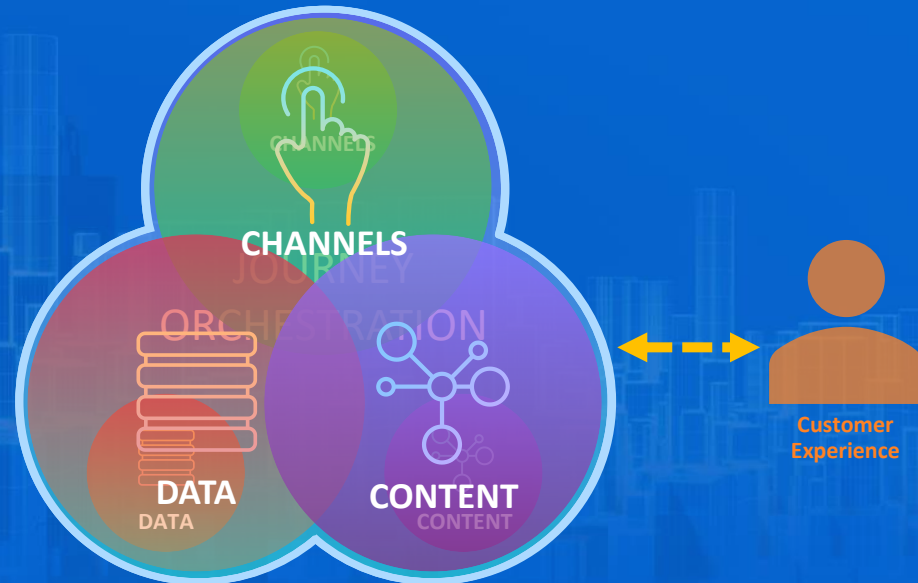 CHANNELS
CHANNELS
JOURNEY
ORCHESTRATION
DATA
DATA
CONTENT
CONTENT
Customer
Experience